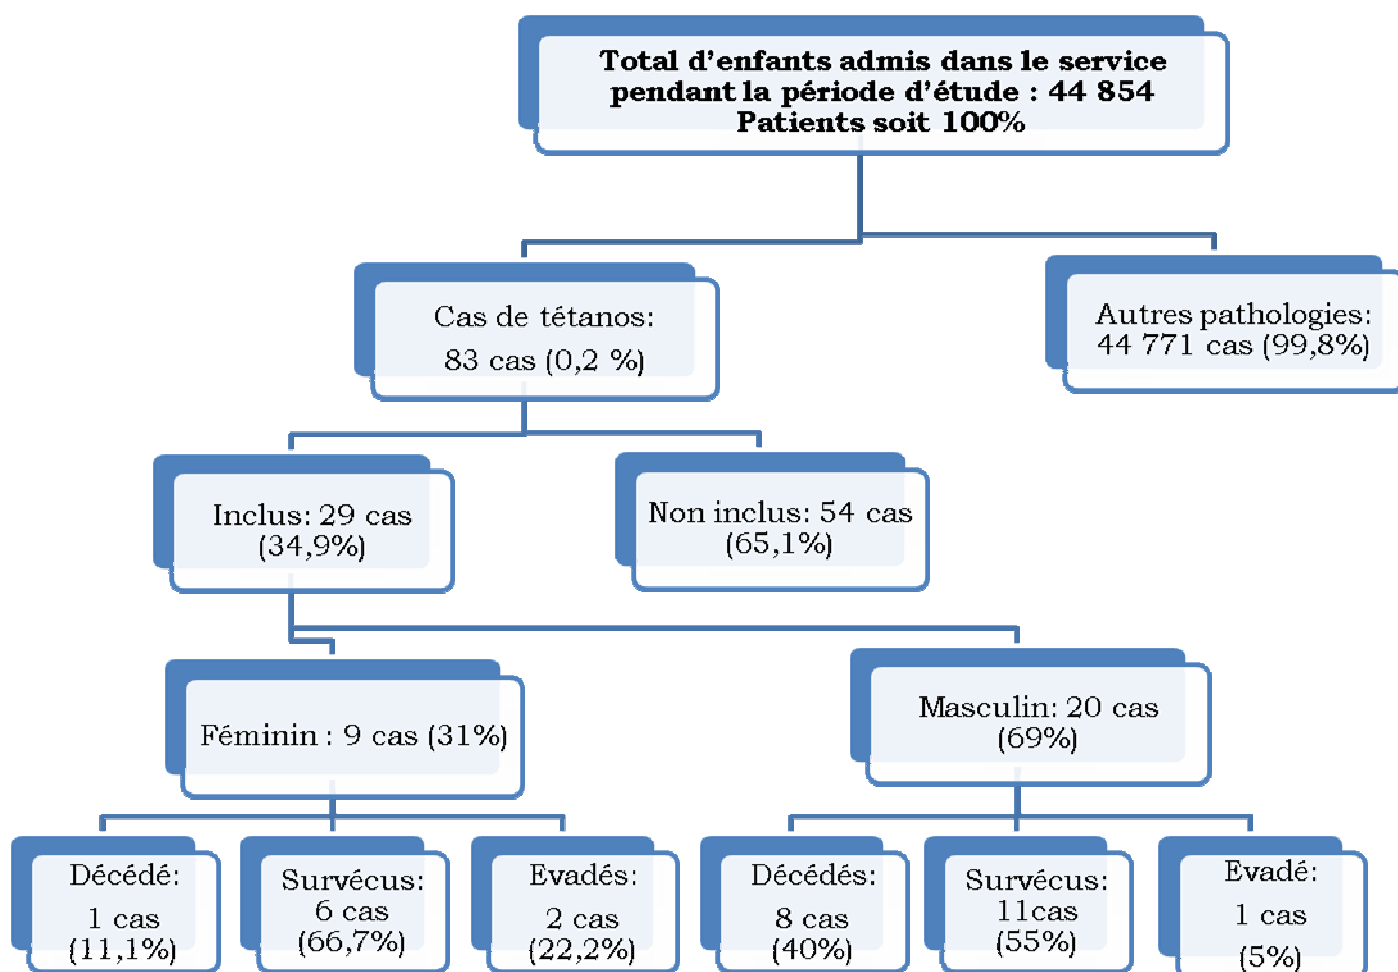 Total d'enfants admis dans le service
pendant la période d'étude : 44 854
Patients soit 100%
Cas de tétanos:
83 cas (0,2 %)
Autres pathologies:
44 771 cas (99,8%)
Inclus: 29 cas
(34,9%)
Non inclus: 54 cas
(65,1%)
Féminin : 9 cas (31%)
Masculin: 20 cas
(69%)
Décédé:
1 cas
(11,1%)
Survécus:
6 cas
(66,7%)
Evadés:
2 cas
(22,2%)
Décédés:
8 cas
(40%)
Survécus:
11cas
(55%)
Evadé:
1 cas
(5%)